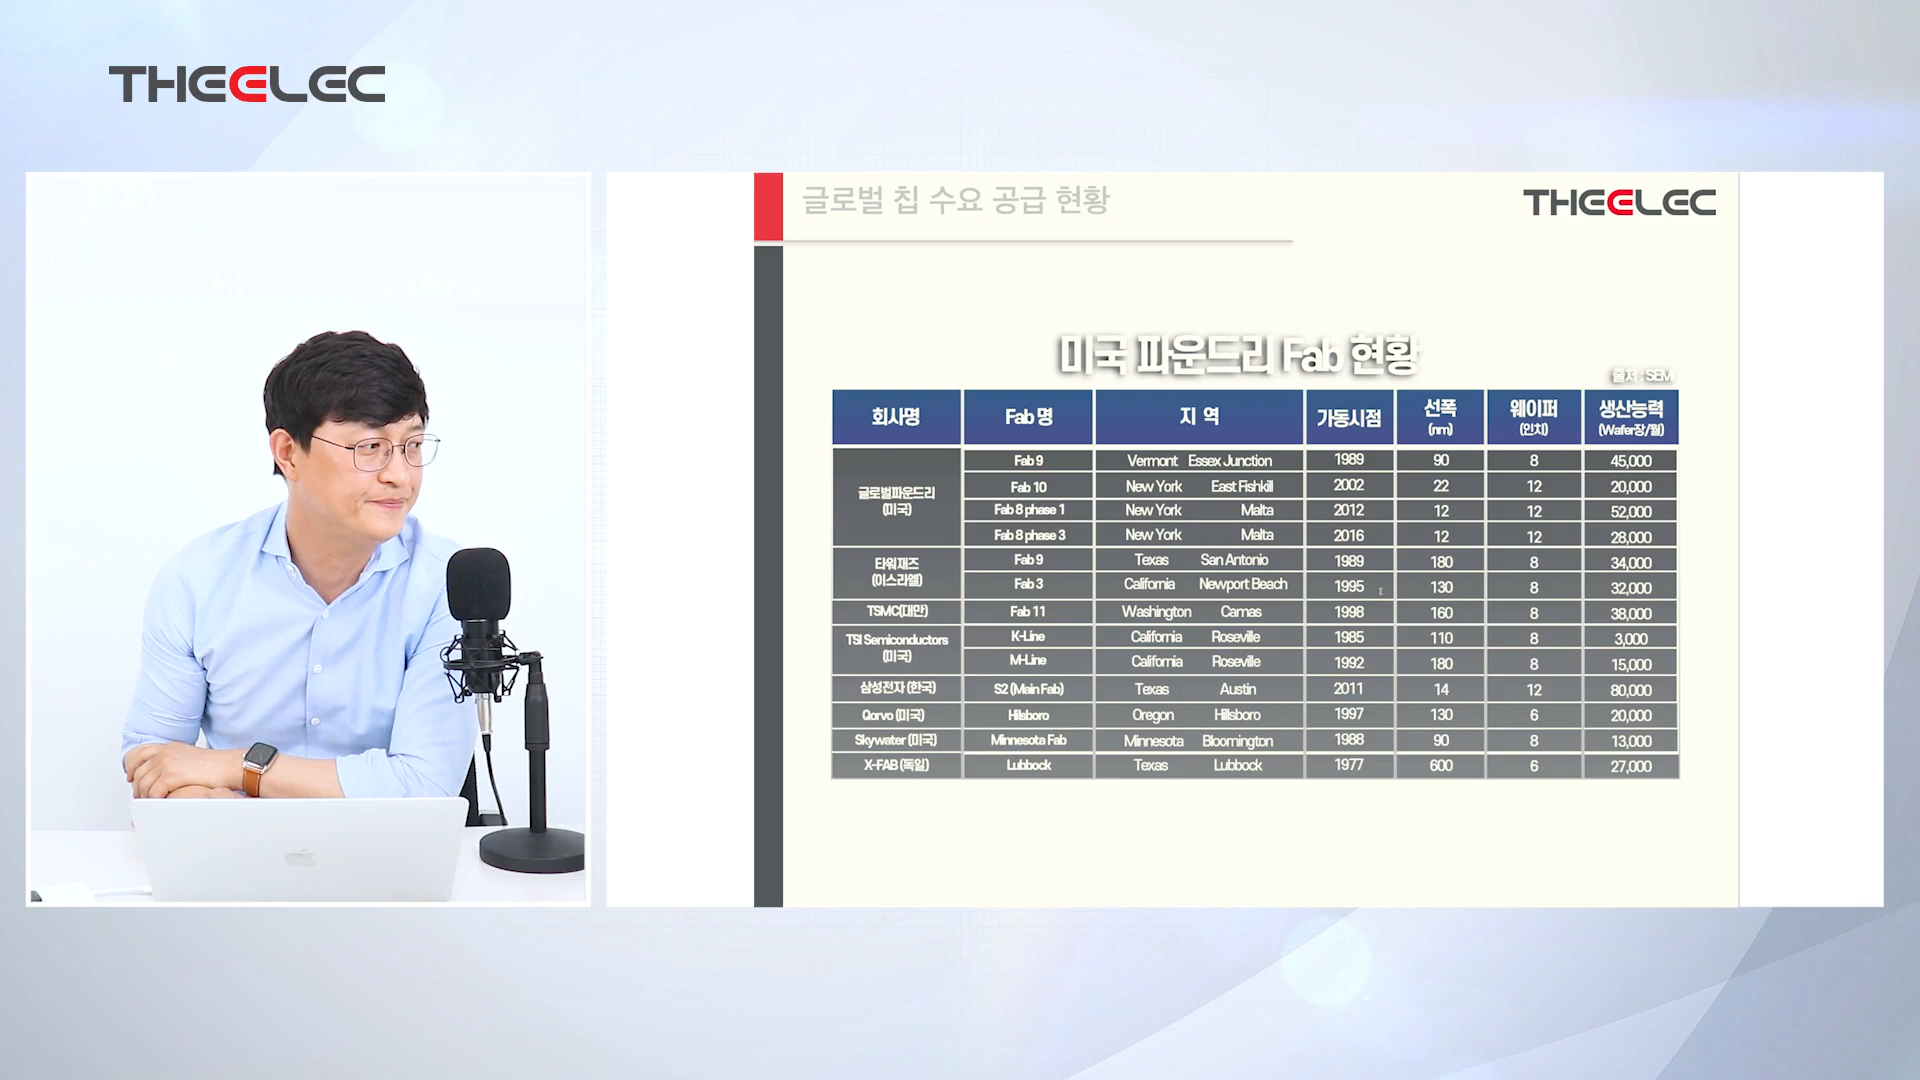 THEELEC
글로벌 칩 수요 공급 현황
THEELEC
미국 파운드리 Fab 현황
출처 : SEMI
회사명 Fab 명 지 역 가동시점 선폭 (nm) 웨이퍼 (인치) 생산능력 (Wafer장/월)
글로벌파운드리 (미국) Fab 9 Vermont Essex Junction 1989 90 8 45,000
Fab 10 New York East Fishkill 2002 22 12 20,000
Fab 8 phase 1 New York Malta 2012 12 12 52,000
Fab 8 phase 3 New York Malta 2016 12 12 28,000
타워재즈 (이스라엘) Fab 9 Texas San Antonio 1989 180 8 34,000
Fab 3 California Newport Beach 1995 130 8 32,000
TSMC(대만) Fab 11 Washington Camas 1998 160 8 38,000
TSI Semiconductors (미국) K-Line California Roseville 1985 110 8 3,000
M-Line California Roseville 1992 180 8 15,000
삼성전자 (한국) S2 (Main Fab) Texas Austin 2011 14 12 80,000
Qorvo (미국) Hillsboro Oregon Hillsboro 1997 130 6 20,000
Skywater (미국) Minnesota Fab Minnesota Bloomington 1988 90 8 13,000
X-FAB (독일) Lubbock Texas Lubbock 1977 600 6 27,000